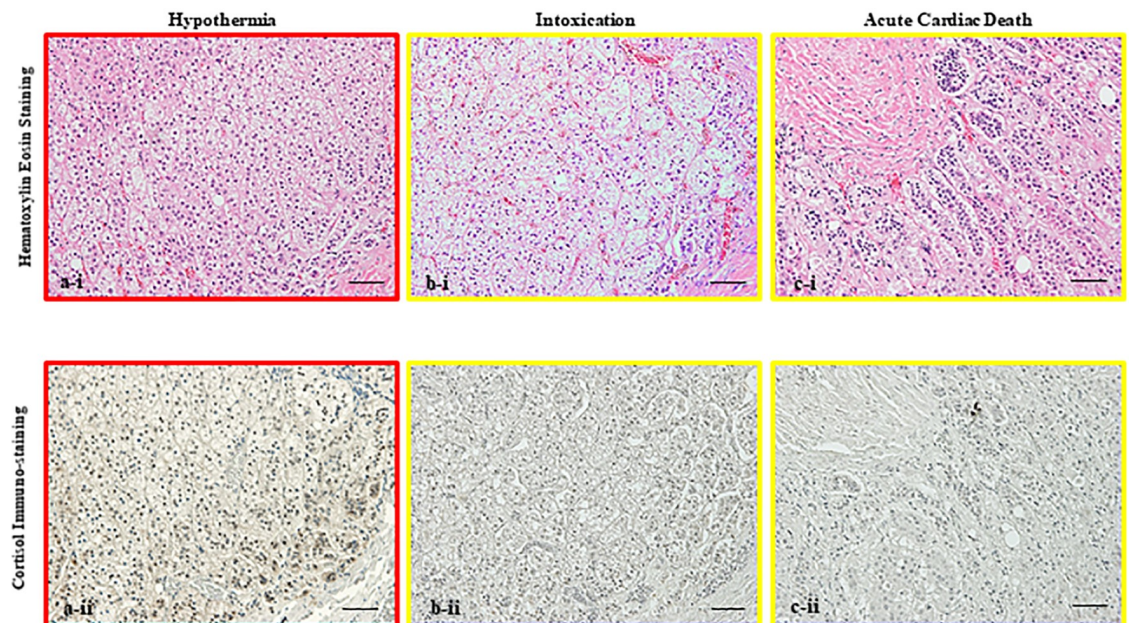 Hypothermia
Intoxication
Acute Cardiac Death
Hematoxylin Eosin Staining
a-i
b-i
c-i
Cortisol Immuno-staining
a-ii
b-ii
c-ii